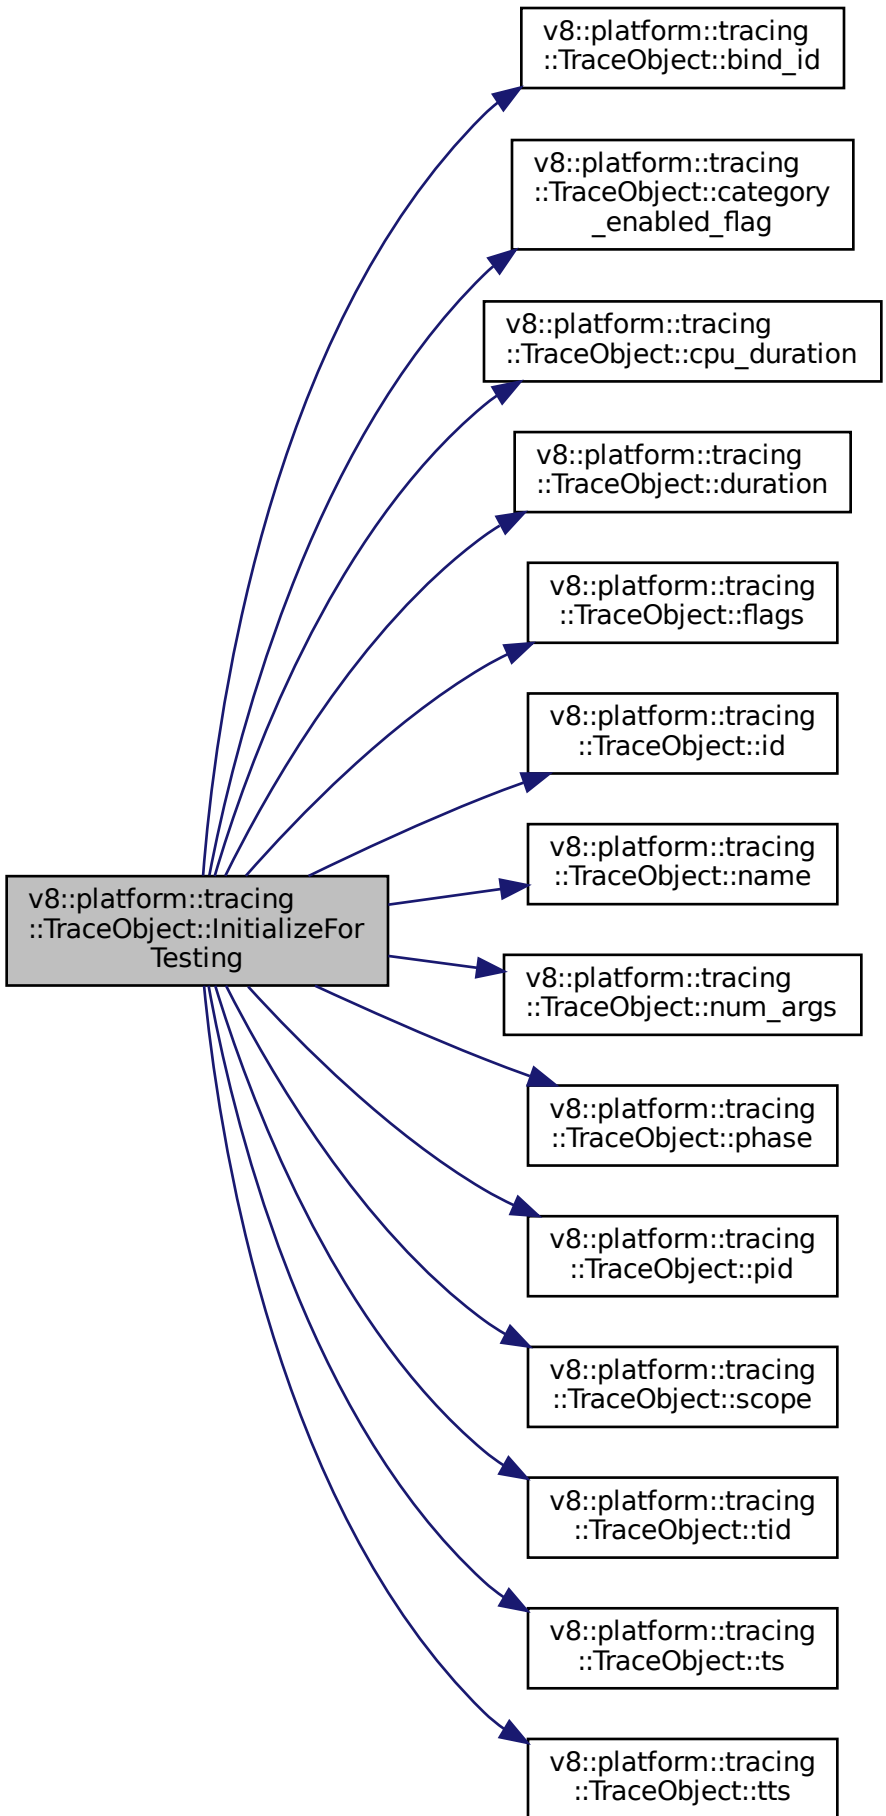 v8::platform::tracing
::TraceObject::bind_id
v8::platform::tracing
::TraceObject::category
_enabled_flag
v8::platform::tracing
::TraceObject::cpu_duration
v8::platform::tracing
::TraceObject::duration
v8::platform::tracing
::TraceObject::flags
v8::platform::tracing
::TraceObject::id
v8::platform::tracing
::TraceObject::name
v8::platform::tracing
::TraceObject::InitializeFor
Testing
v8::platform::tracing
::TraceObject::num_args
v8::platform::tracing
::TraceObject::phase
v8::platform::tracing
::TraceObject::pid
v8::platform::tracing
::TraceObject::scope
v8::platform::tracing
::TraceObject::tid
v8::platform::tracing
::TraceObject::ts
v8::platform::tracing
::TraceObject::tts